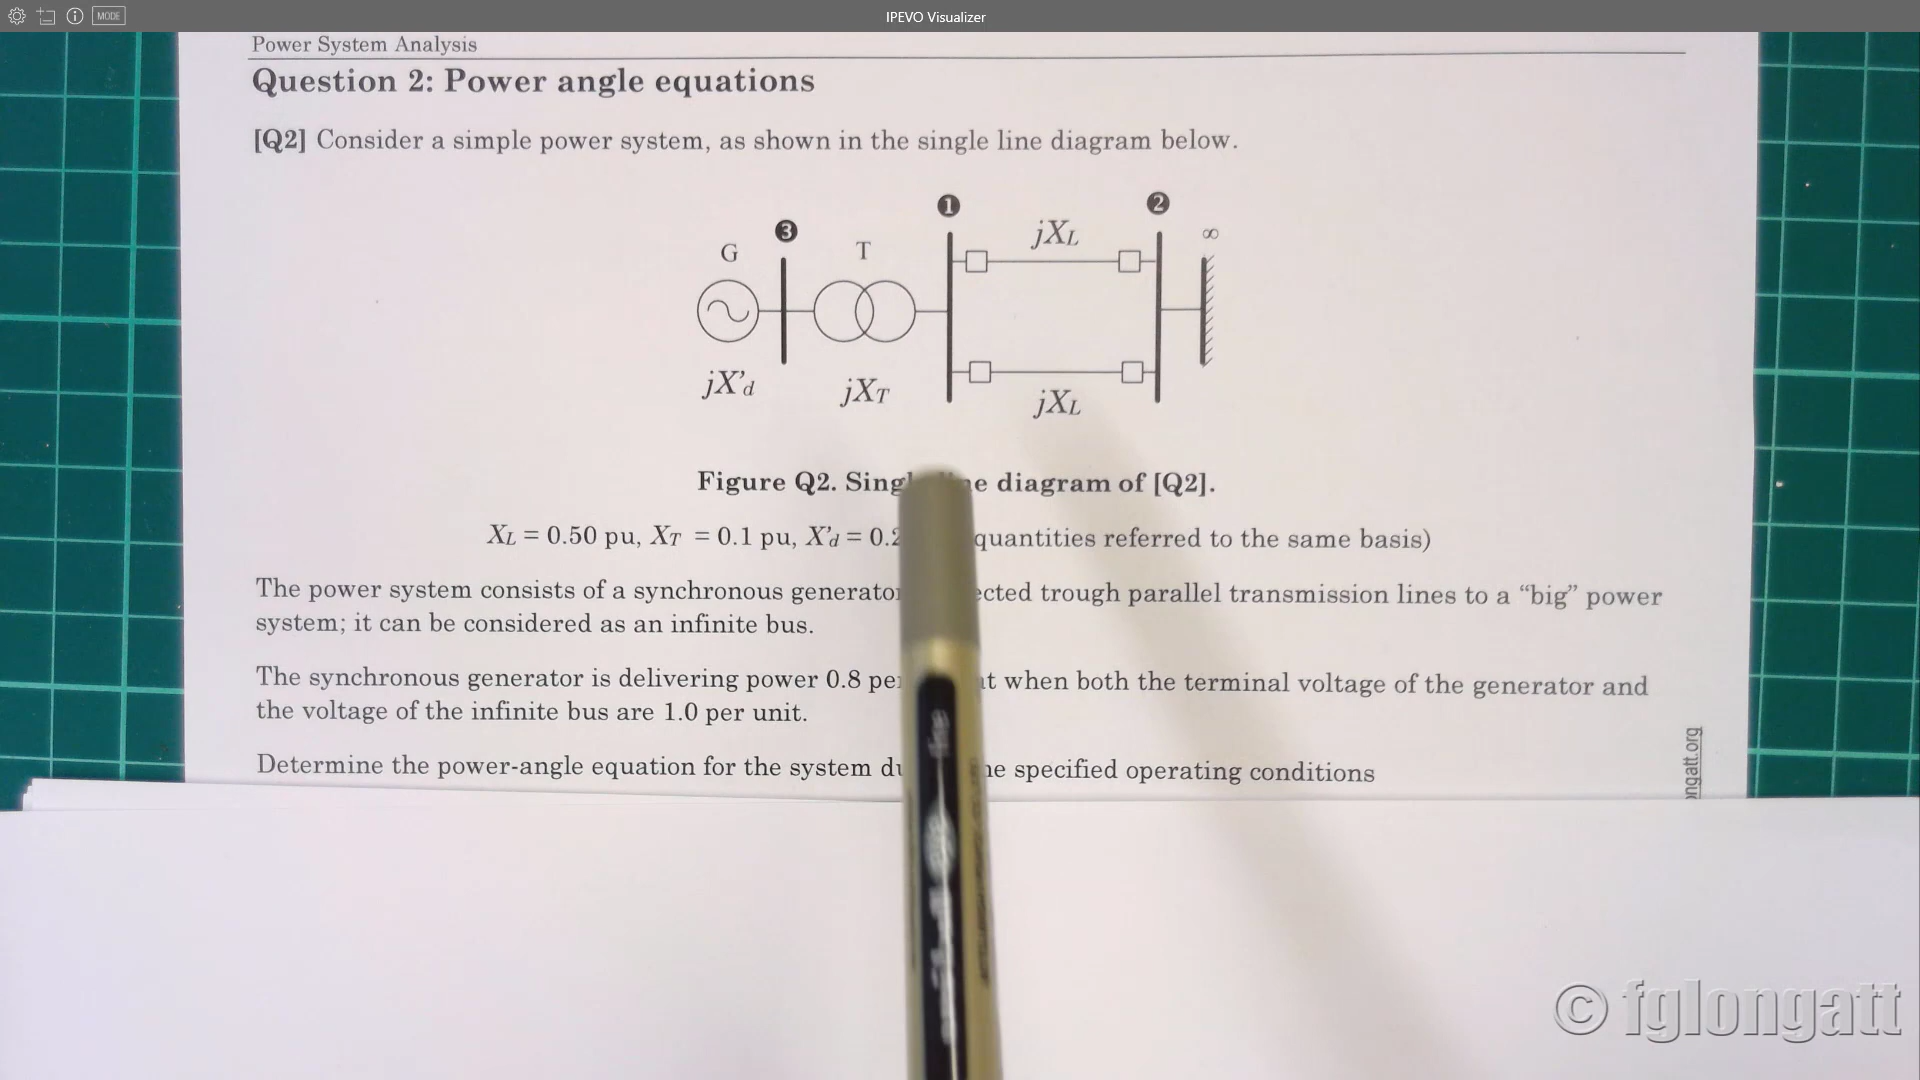 MODE
IPEVO Visualizer
Power System Analysis
Question 2: Power angle equations
[Q2] Consider a simple power system, as shown in the single line diagram below.
❶ ❷
❸
G T jXL ∞
jX'd jXT jXL
Figure Q2. Sing e diagram of [Q2].
XL = 0.50 pu, XT = 0.1 pu, X'd = 0.2 quantities referred to the same basis)
The power system consists of a synchronous generator ected trough parallel transmission lines to a “big” power
system; it can be considered as an infinite bus.
The synchronous generator is delivering power 0.8 pe t when both the terminal voltage of the generator and
the voltage of the infinite bus are 1.0 per unit.
Determine the power-angle equation for the system du he specified operating conditions
ongatt.org
© fglongatt